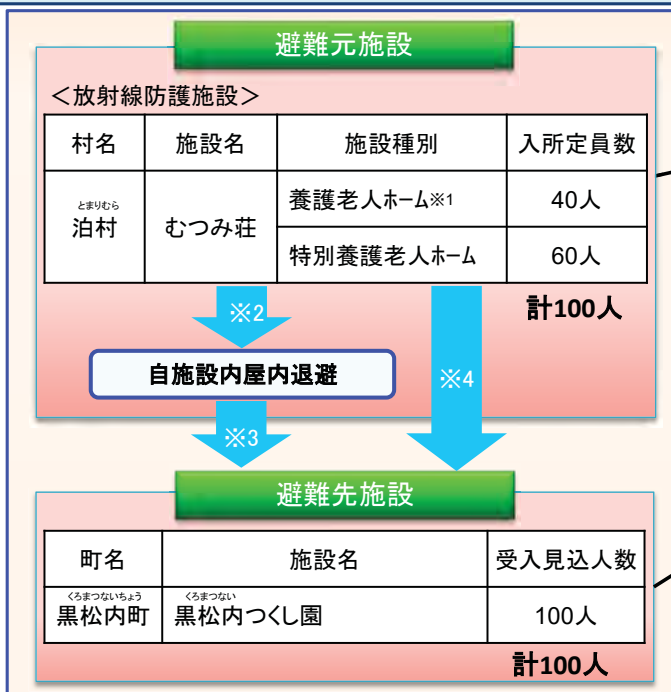 避難元施設
＜放射線防護施設＞
村名 施設名 施設種別 入所定員数
とまりむら
泊村 むつみ荘 養護老人ホーム※1 40人
特別養護老人ホーム 60人
計100人
※2
自施設内屋内退避 ※4
※3
避難先施設
町名 施設名 受入見込人数
くろまつないちょう くろまつない
黒松内町 黒松内つくし園 100人
計100人